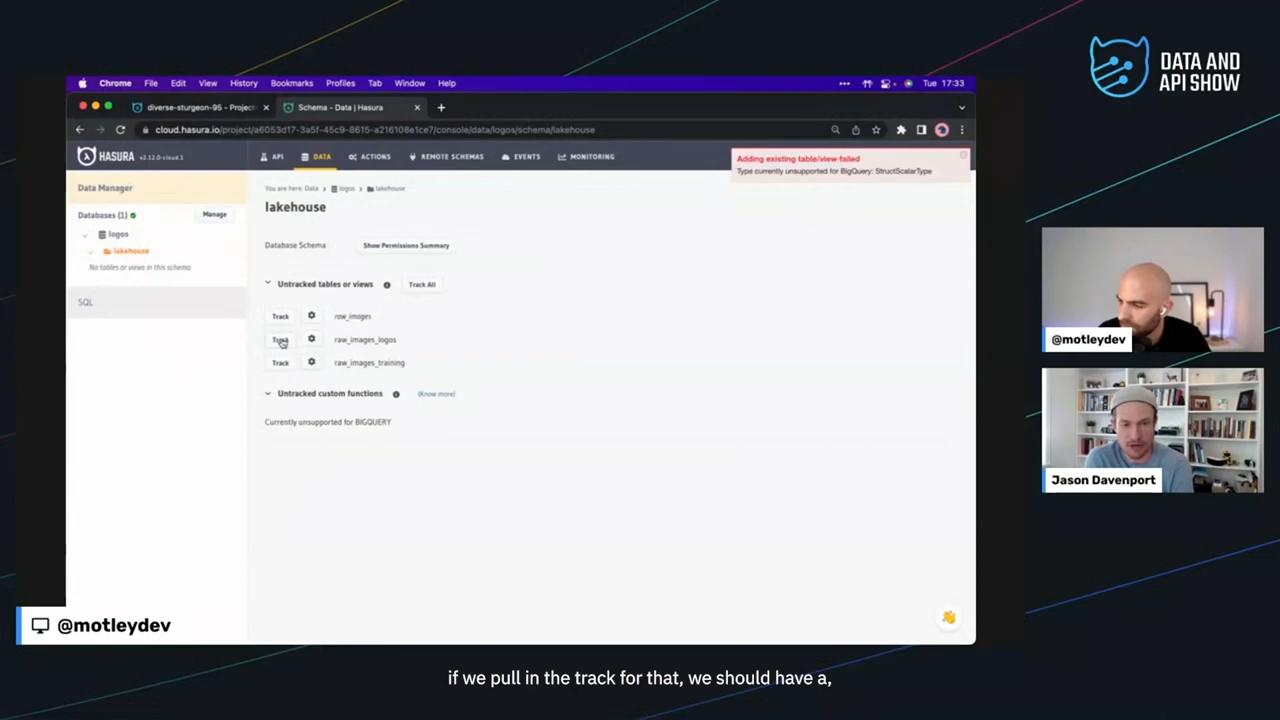 DATA AND
API SHOW
Chrome File Edit View History Bookmarks Profiles Tab Window Help Tue 17:33
diverse-sturgeon-95 - Project
Schema - Data | Hasura
cloud.hasura.io/project/a6053d17-3a5f-45c9-8615-a216108e1ce7/console/data/logos/schema/lakehouse
HASURA v2.12.0-cloud.1
API DATA ACTIONS REMOTE SCHEMAS EVENTS MONITORING
Adding existing table/view failed
Type currently unsupported for BigQuery: StructScalarType
Data Manager
Databases (1) Manage
logos
lakehouse
No tables or views in this schema
SQL
You are here: Data > logos > lakehouse
lakehouse
Database Schema Show Permissions Summary
Untracked tables or views Track All
Track row_images
Track raw_images_logos
Track raw_images_training
Untracked custom functions (Know more)
Currently unsupported for BIGQUERY
@motleydev
Jason Davenport
@motleydev
if we pull in the track for that, we should have a,